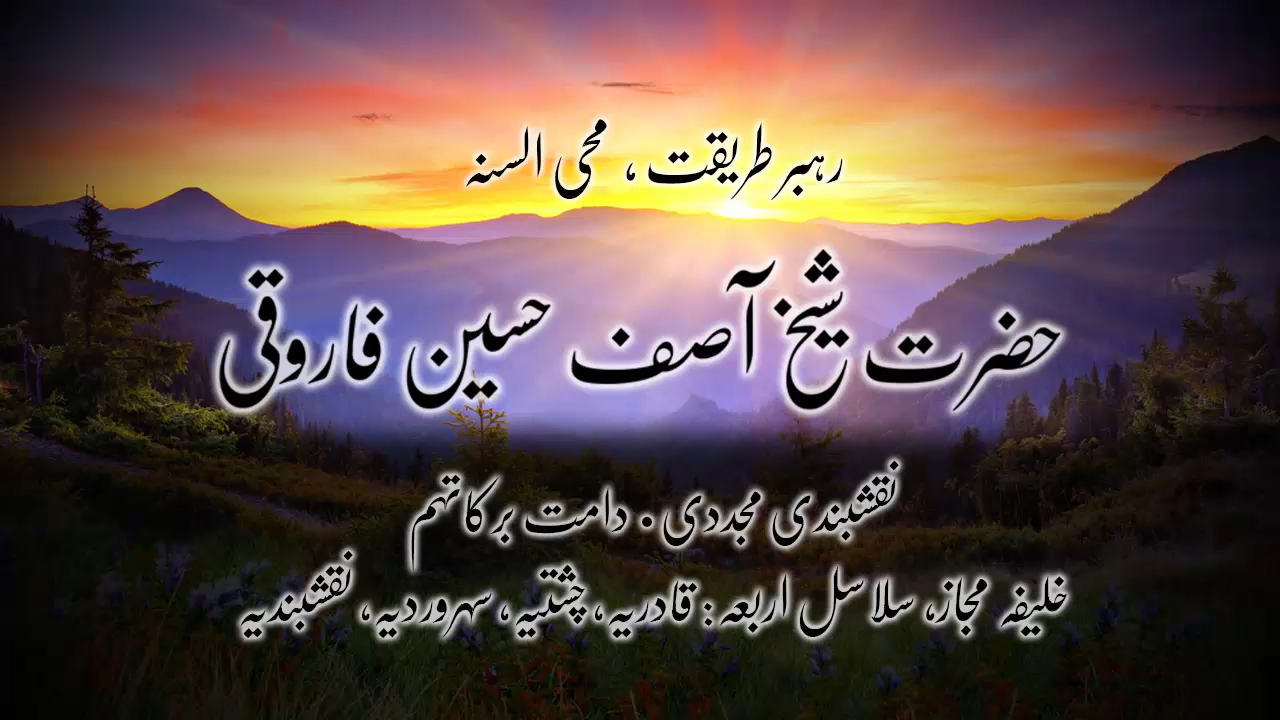 رہبر طریقت ، محی السنہ
حضرت شیخ آصف حسین فاروقی
نقشبندی مجددی . دامت برکاتہم
خلیفہ مجاز، سلاسل اربعہ : قادریہ، چشتیہ، سہروردیہ، نقشبندیہ